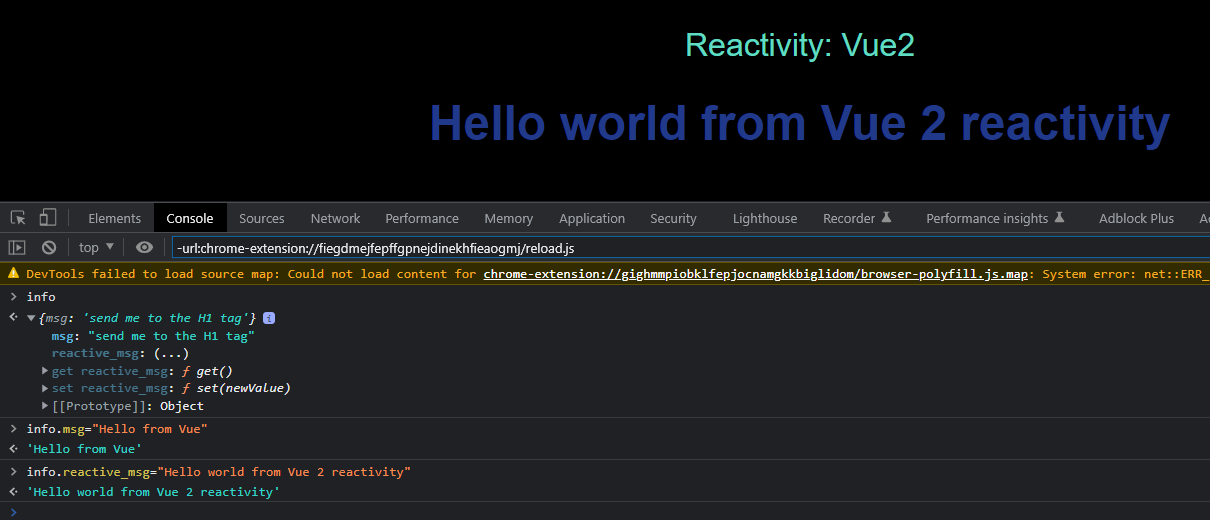 Reactivity: Vue2
Hello world from Vue 2 reactivity
Elements Console Sources Network Performance Memory Application Security Lighthouse Recorder Performance insights Adblock Plus
top -url:chrome-extension://fiegdmejfepffgpnejdinekhfieaogmj/reload.js
DevTools failed to load source map: Could not load content for chrome-extension://gighmmpiobklfepjocnamgkkbiglidom/browser-polyfill.js.map: System error: net::ERR_
> info
{msg: 'send me to the H1 tag'} i
msg: "send me to the H1 tag"
reactive_msg: (...)
get reactive_msg: ƒ get()
set reactive_msg: ƒ set(newValue)
[[Prototype]]: Object
> info.msg="Hello from Vue"
'Hello from Vue'
> info.reactive_msg="Hello world from Vue 2 reactivity"
'Hello world from Vue 2 reactivity'
>